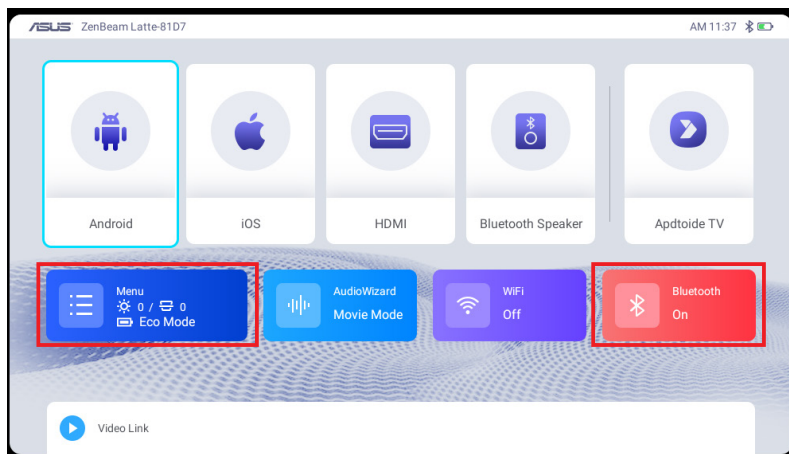 ASUS ZenBeam Latte-81D7 AM 11:37
Android iOS HDMI Bluetooth Speaker Apdtoide TV
Menu
0 / 0
Eco Mode
AudioWizard
Movie Mode
WiFi
Off
Bluetooth
On
Video Link